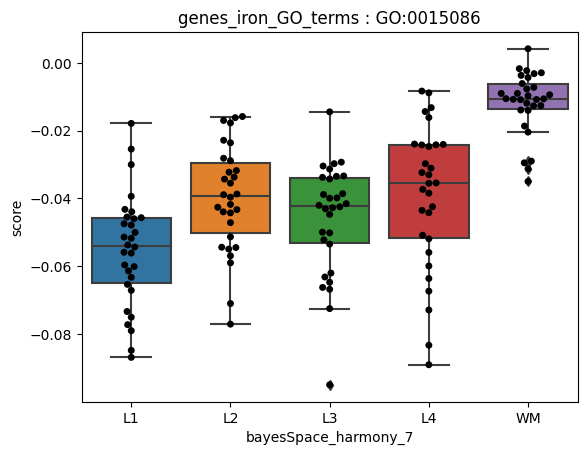 genes_iron_GO_terms : GO:0015086
0.00
−0.02
−0.04
−0.06
−0.08
score
L1 L2 L3 L4 WM
bayesSpace_harmony_7